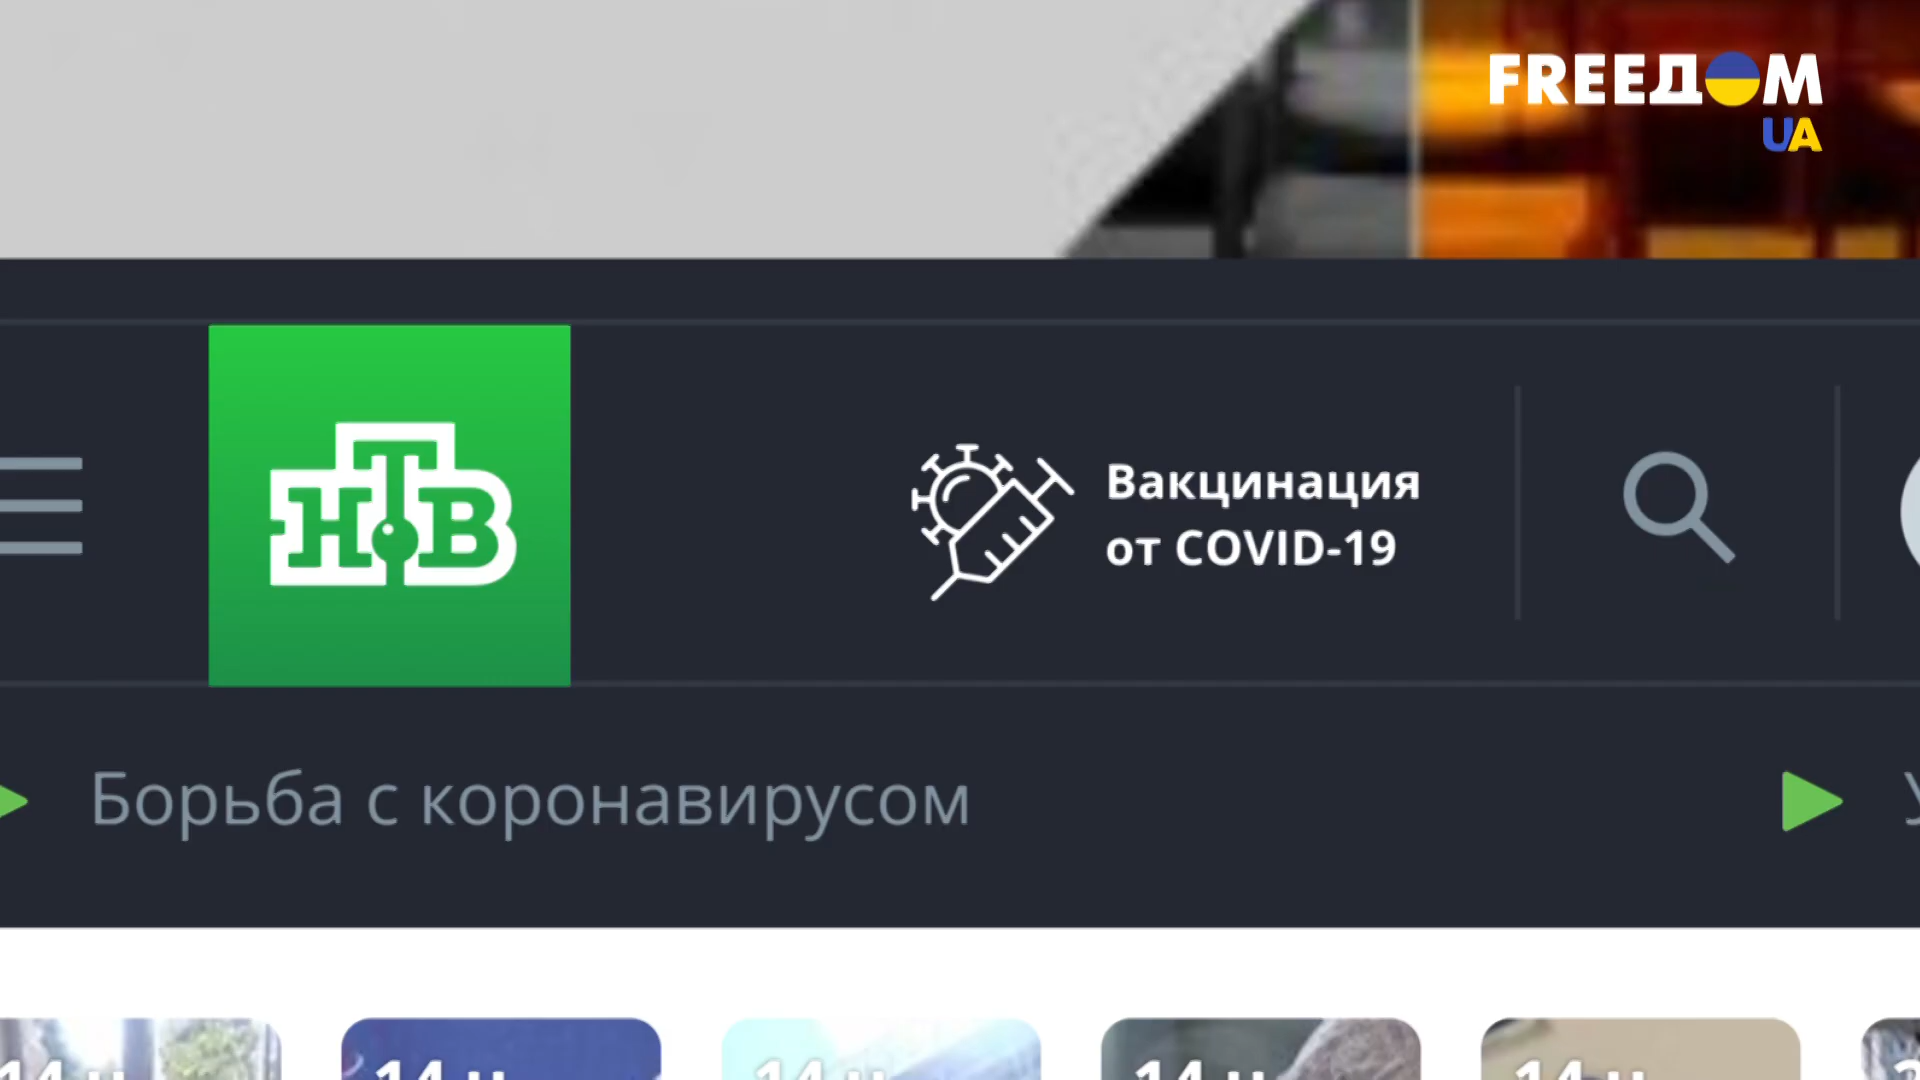 FREEДOM
UA
НТВ
Вакцинация
от COVID-19
Борьба с коронавирусом